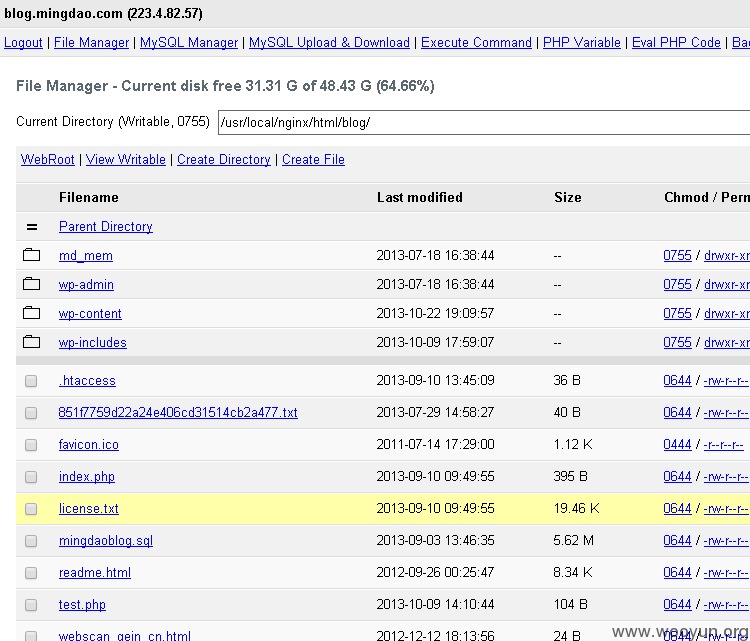 blog.mingdao.com (223.4.82.57)
Logout | File Manager | MySQL Manager | MySQL Upload & Download | Execute Command | PHP Variable | Eval PHP Code | Ba
File Manager - Current disk free 31.31 G of 48.43 G (64.66%)
Current Directory (Writable, 0755) /usr/local/nginx/html/blog/
WebRoot | View Writable | Create Directory | Create File
Filename Last modified Size Chmod / Perm
= Parent Directory
md_mem 2013-07-18 16:38:44 -- 0755 / drwxr-xr
wp-admin 2013-07-18 16:38:44 -- 0755 / drwxr-xr
wp-content 2013-10-22 19:09:57 -- 0755 / drwxr-xr
wp-includes 2013-10-09 17:59:07 -- 0755 / drwxr-xr
.htaccess 2013-09-10 13:45:09 36 B 0644 / -rw-r--r--
851f7759d22a24e406cd31514cb2a477.txt 2013-07-29 14:58:27 40 B 0644 / -rw-r--r--
favicon.ico 2011-07-14 17:29:00 1.12 K 0444 / -r--r--r--
index.php 2013-09-10 09:49:55 395 B 0644 / -rw-r--r--
license.txt 2013-09-10 09:49:55 19.46 K 0644 / -rw-r--r--
mingdaoblog.sql 2013-09-03 13:46:35 5.62 M 0644 / -rw-r--r--
readme.html 2012-09-26 00:25:47 8.34 K 0644 / -rw-r--r--
test.php 2013-10-09 14:10:44 104 B 0644 / -rw-r--r--
webscan_gein_cn.html 2012-12-12 18:13:56 24 B
www.wooyun.org